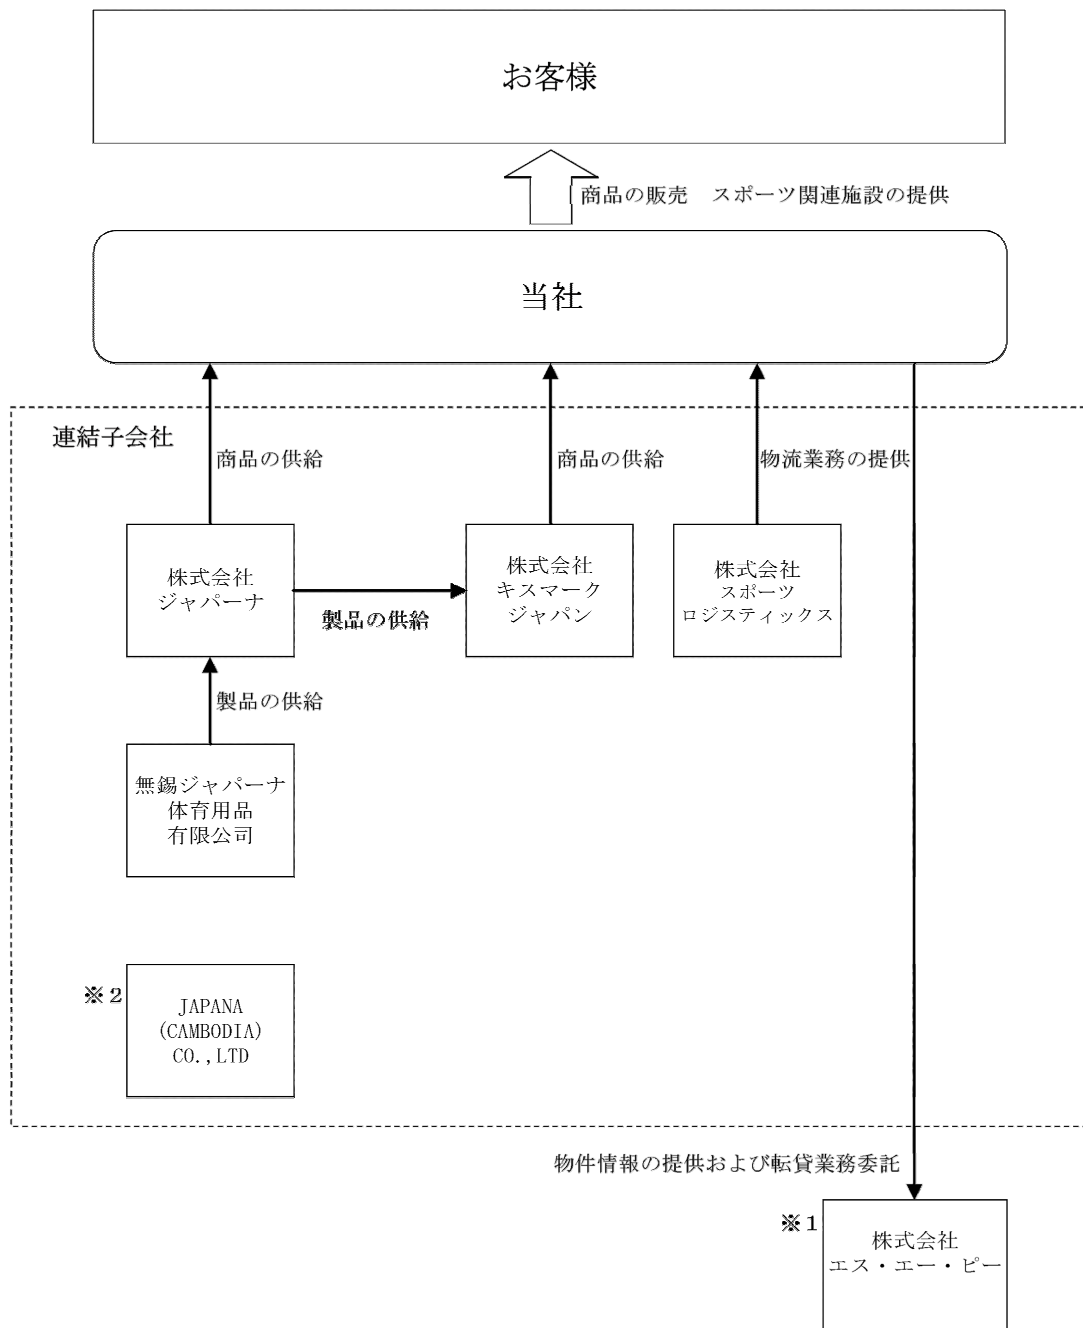 お客様
商品の販売　スポーツ関連施設の提供
当社
連結子会社
商品の供給
商品の供給
物流業務の提供
株式会社
ジャパーナ
製品の供給
株式会社
キスマーク
ジャパン
株式会社
スポーツ
ロジスティックス
製品の供給
無錫ジャパーナ
体育用品
有限公司
※２
JAPANA
(CAMBODIA)
CO.,LTD
物件情報の提供および転貸業務委託
※１
株式会社
エス・エー・ピー